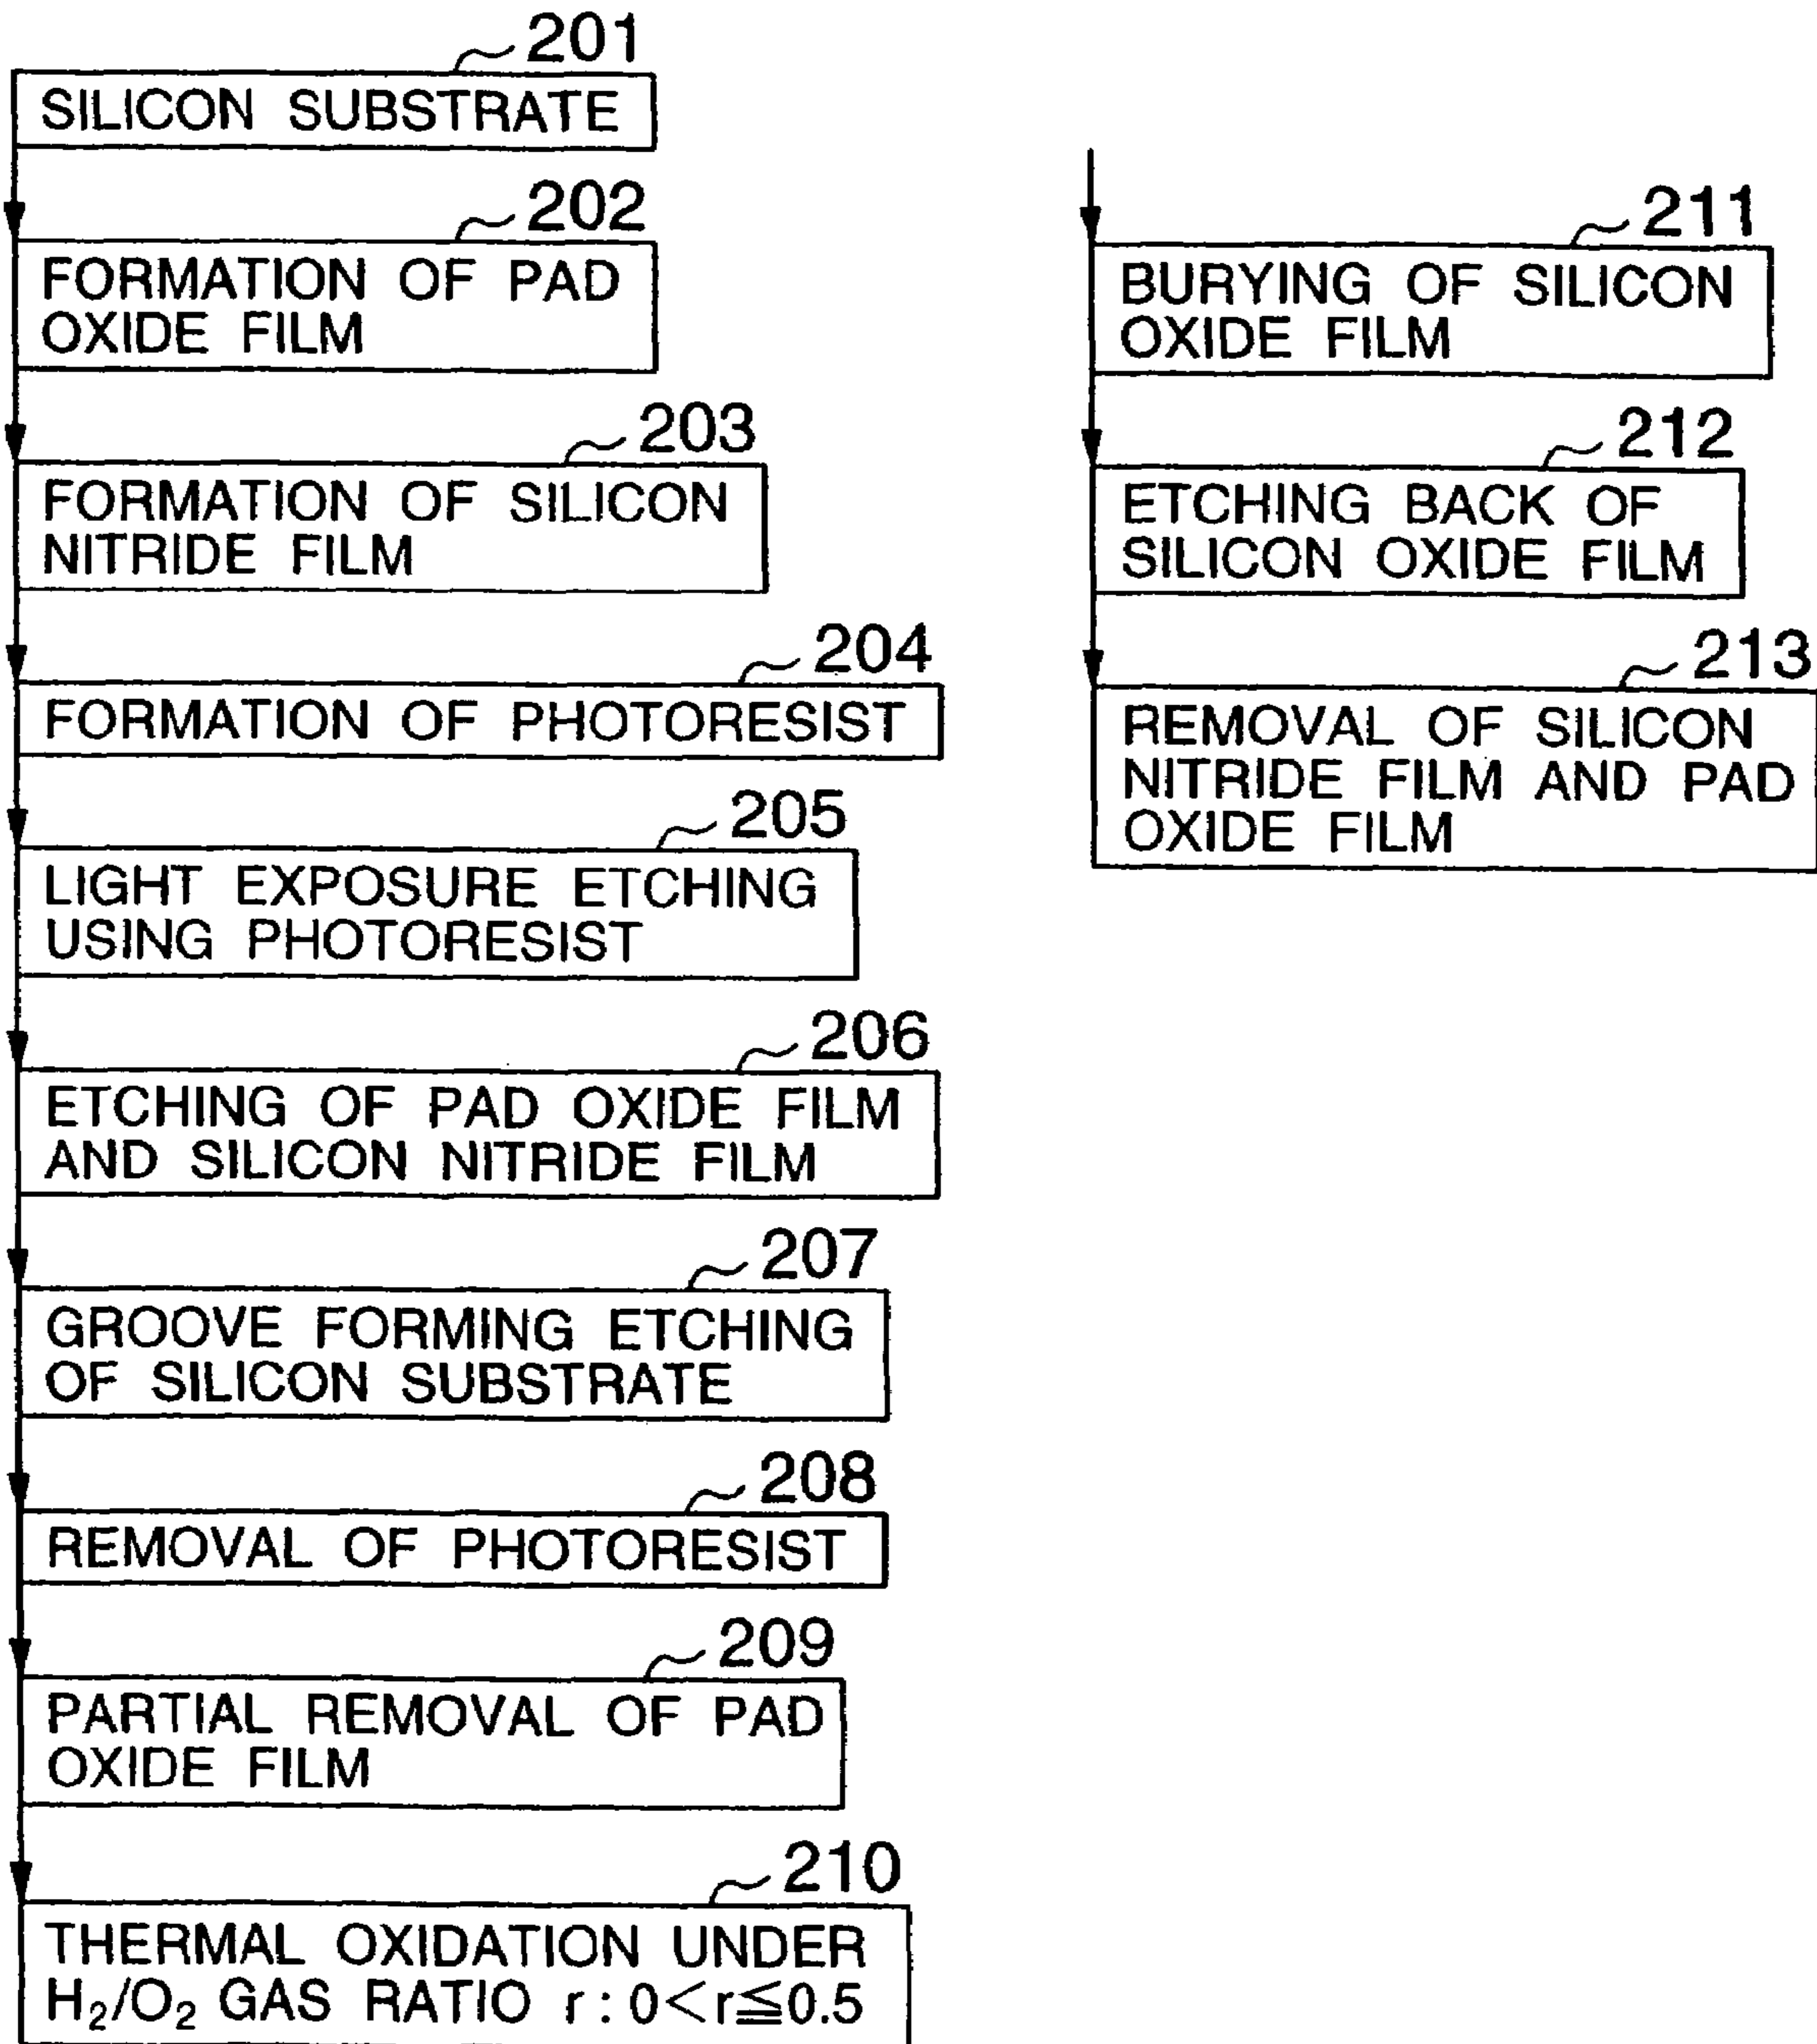 201
SILICON SUBSTRATE
202
FORMATION OF PAD
OXIDE FILM
203
FORMATION OF SILICON
NITRIDE FILM
204
FORMATION OF PHOTORESIST
205
LIGHT EXPOSURE ETCHING
USING PHOTORESIST
206
ETCHING OF PAD OXIDE FILM
AND SILICON NITRIDE FILM
207
GROOVE FORMING ETCHING
OF SILICON SUBSTRATE
208
REMOVAL OF PHOTORESIST
209
PARTIAL REMOVAL OF PAD
OXIDE FILM
210
THERMAL OXIDATION UNDER
H₂/O₂ GAS RATIO r : 0<r≦0.5
211
BURYING OF SILICON
OXIDE FILM
212
ETCHING BACK OF
SILICON OXIDE FILM
213
REMOVAL OF SILICON
NITRIDE FILM AND PAD
OXIDE FILM